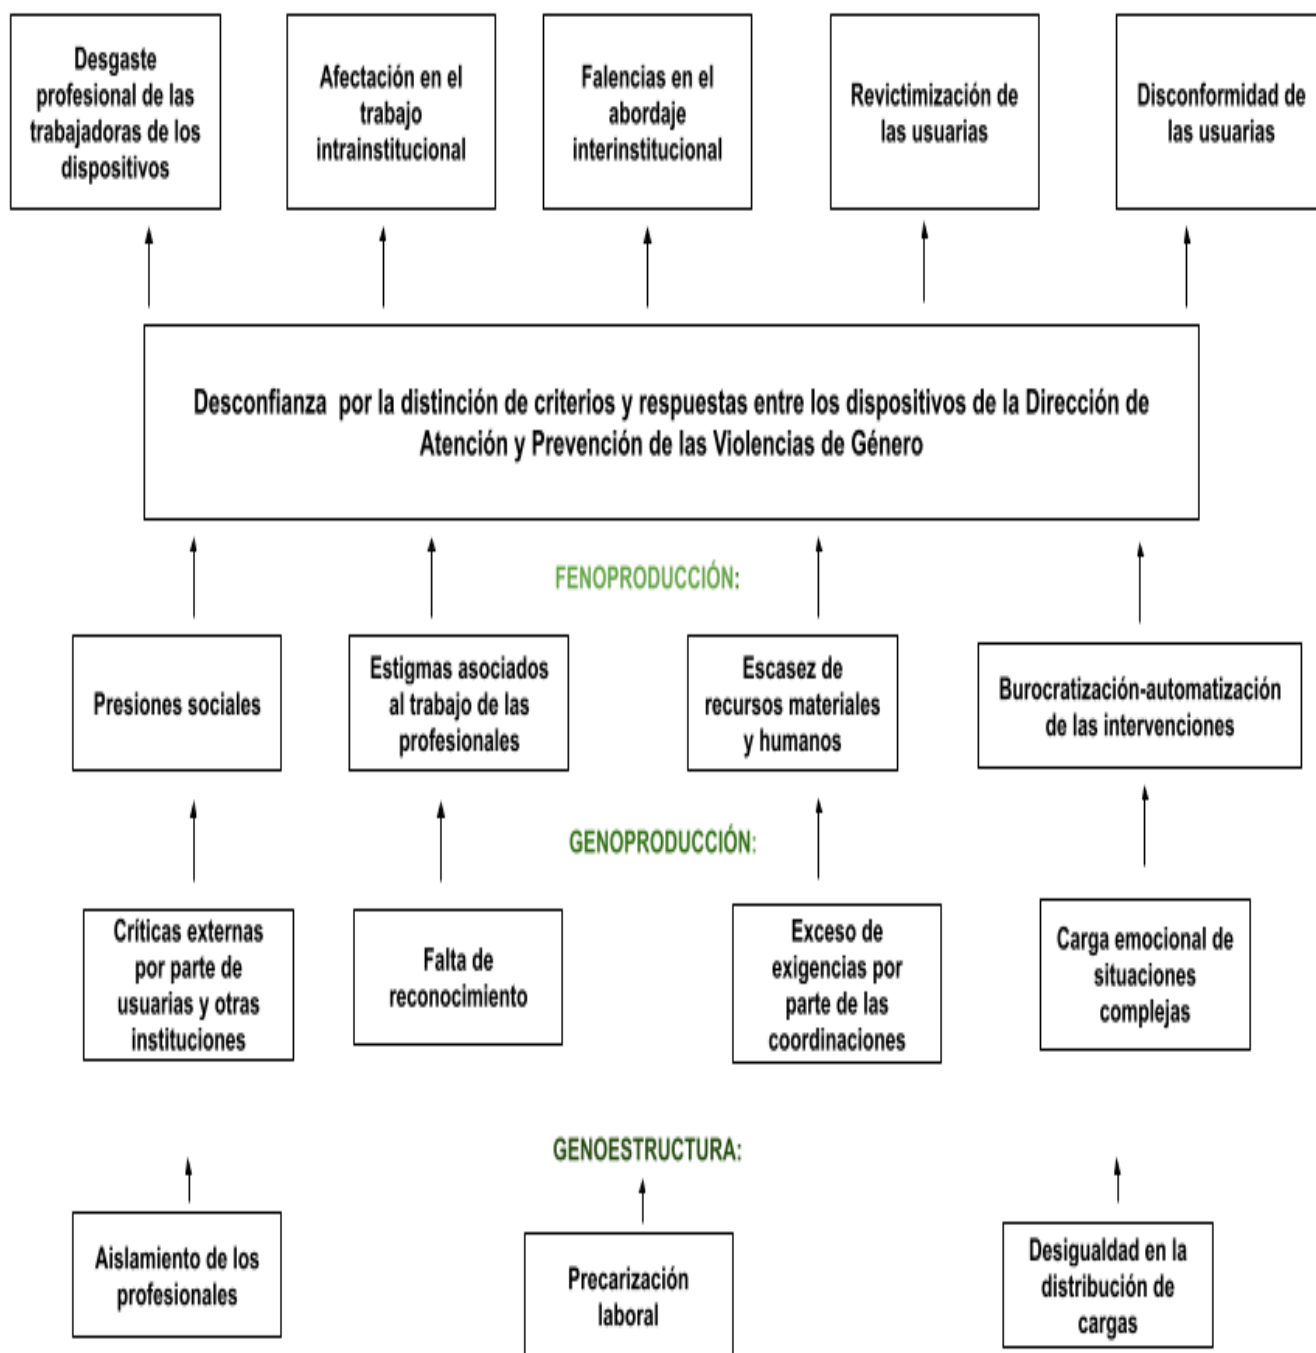 Desgaste
profesional de las
trabajadoras de los
dispositivos
Afectación en el
trabajo
intrainstitucional
Falencias en el
abordaje
interinstitucional
Revictimización de
las usuarias
Disconformidad de
las usuarias
Desconfianza por la distinción de criterios y respuestas entre los dispositivos de la Dirección de
Atención y Prevención de las Violencias de Género
FENOPRODUCCIÓN:
Presiones sociales
Estigmas asociados
al trabajo de las
profesionales
Escasez de
recursos materiales
y humanos
Burocratización-automatización
de las intervenciones
GENOPRODUCCIÓN:
Críticas externas
por parte de
usuarias y otras
instituciones
Falta de
reconocimiento
Exceso de
exigencias por
parte de las
coordinaciones
Carga emocional de
situaciones
complejas
GENOESTRUCTURA:
Aislamiento de los
profesionales
Precarización
laboral
Desigualdad en la
distribución de
cargas